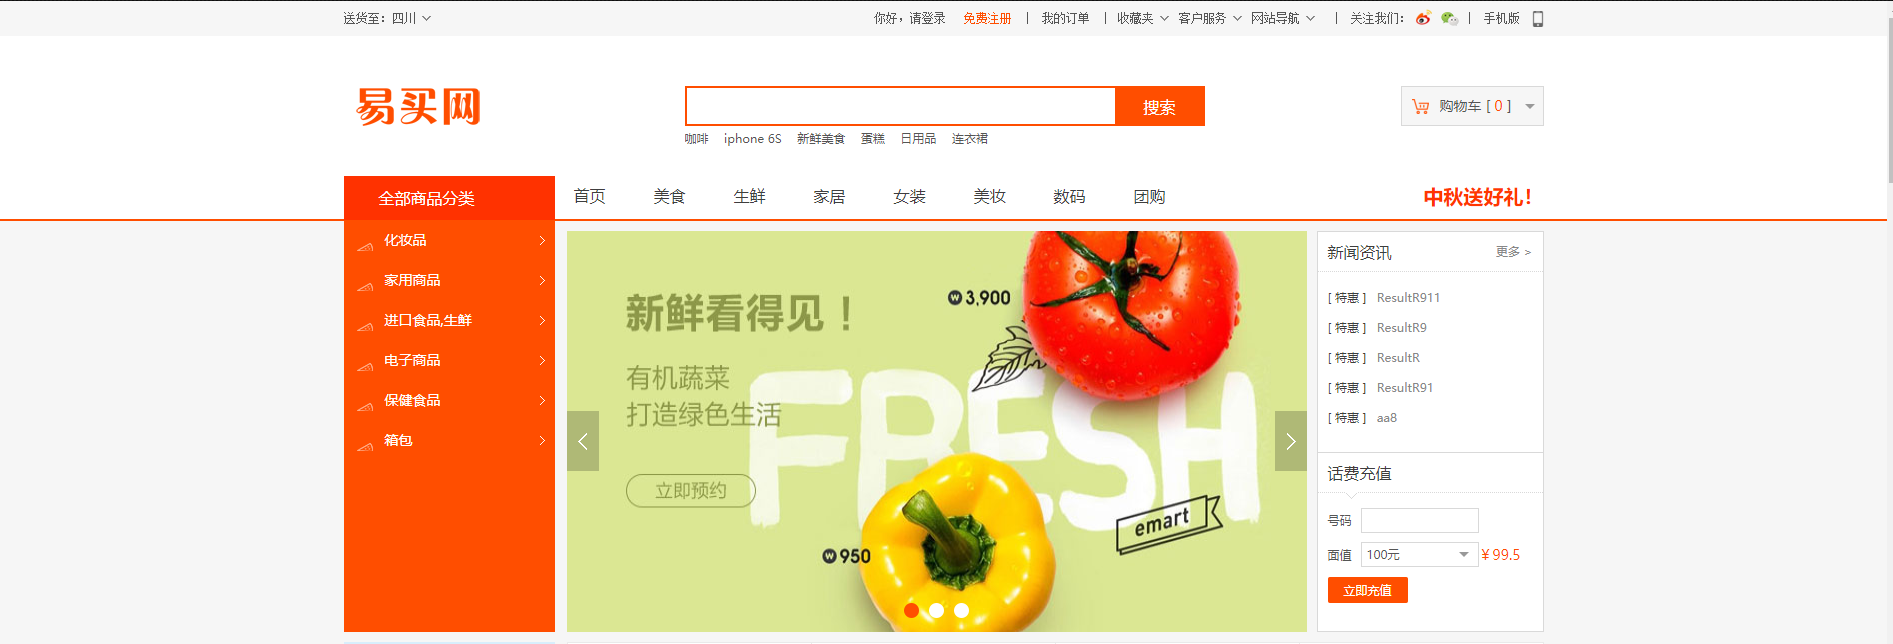 送货至：四川
你好，请登录 免费注册 | 我的订单 | 收藏夹 客户服务 网站导航 | 关注我们： | 手机版
易买网
搜索
购物车 [ 0 ]
咖啡 iphone 6S 新鲜美食 蛋糕 日用品 连衣裙
全部商品分类
首页 美食 生鲜 家居 女装 美妆 数码 团购
中秋送好礼！
化妆品
家用商品
进口食品,生鲜
电子商品
保健食品
箱包
新鲜看得见！
有机蔬菜
打造绿色生活
立即预约
FRESH
₩ 3,900
₩ 950
emart
新闻资讯 更多 >
[ 特惠 ] ResultR911
[ 特惠 ] ResultR9
[ 特惠 ] ResultR
[ 特惠 ] ResultR91
[ 特惠 ] aa8
话费充值
号码
面值 100元 ¥ 99.5
立即充值